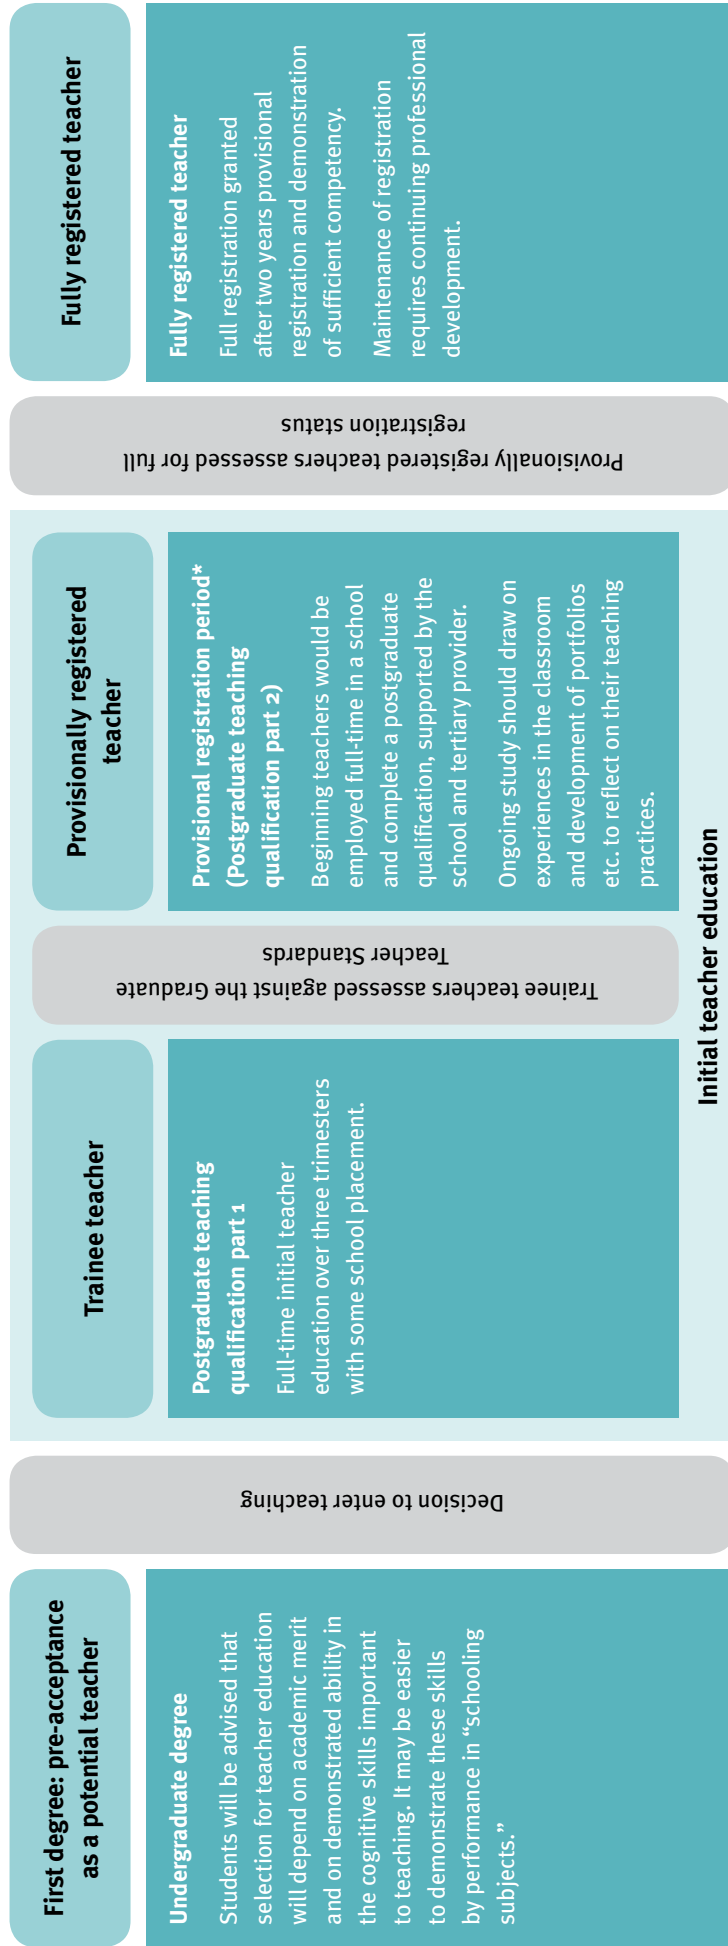 First degree: pre-acceptance
as a potential teacher
Undergraduate degree
Students will be advised that
selection for teacher education
will depend on academic merit
and on demonstrated ability in
the cognitive skills important
to teaching. It may be easier
to demonstrate these skills
by performance in “schooling
subjects.”
Decision to enter teaching
Trainee teacher
Postgraduate teaching
qualification part 1
Full-time initial teacher
education over three trimesters
with some school placement.
Trainee teachers assessed against the Graduate
Teacher Standards
Provisionally registered
teacher
Provisional registration period*
(Postgraduate teaching
qualification part 2)
Beginning teachers would be
employed full-time in a school
and complete a postgraduate
qualification, supported by the
school and tertiary provider.
Ongoing study should draw on
experiences in the classroom
and development of portfolios
etc. to reflect on their teaching
practices.
Initial teacher education
Provisionally registered teachers assessed for full
registration status
Fully registered teacher
Fully registered teacher
Full registration granted
after two years provisional
registration and demonstration
of sufficient competency.
Maintenance of registration
requires continuing professional
development.